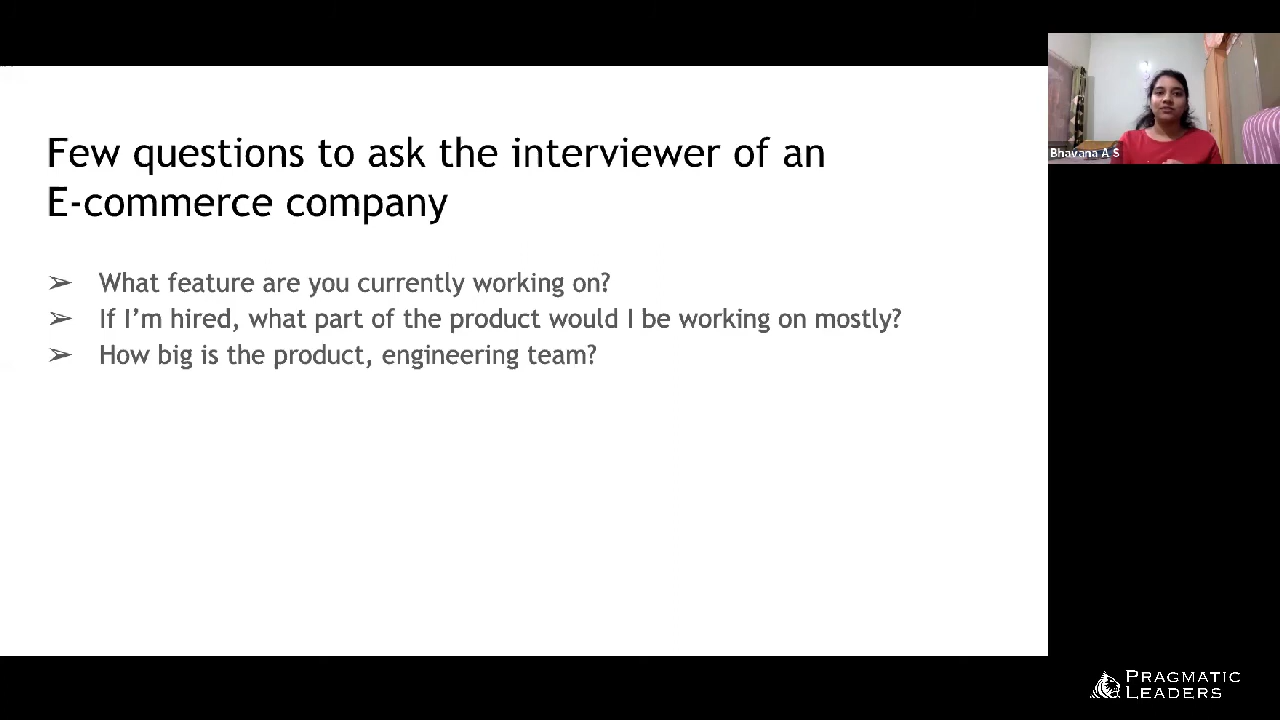 Few questions to ask the interviewer of an
E-commerce company
➢ What feature are you currently working on?
➢ If I’m hired, what part of the product would I be working on mostly?
➢ How big is the product, engineering team?
Bhavana A S
PRAGMATIC
LEADERS